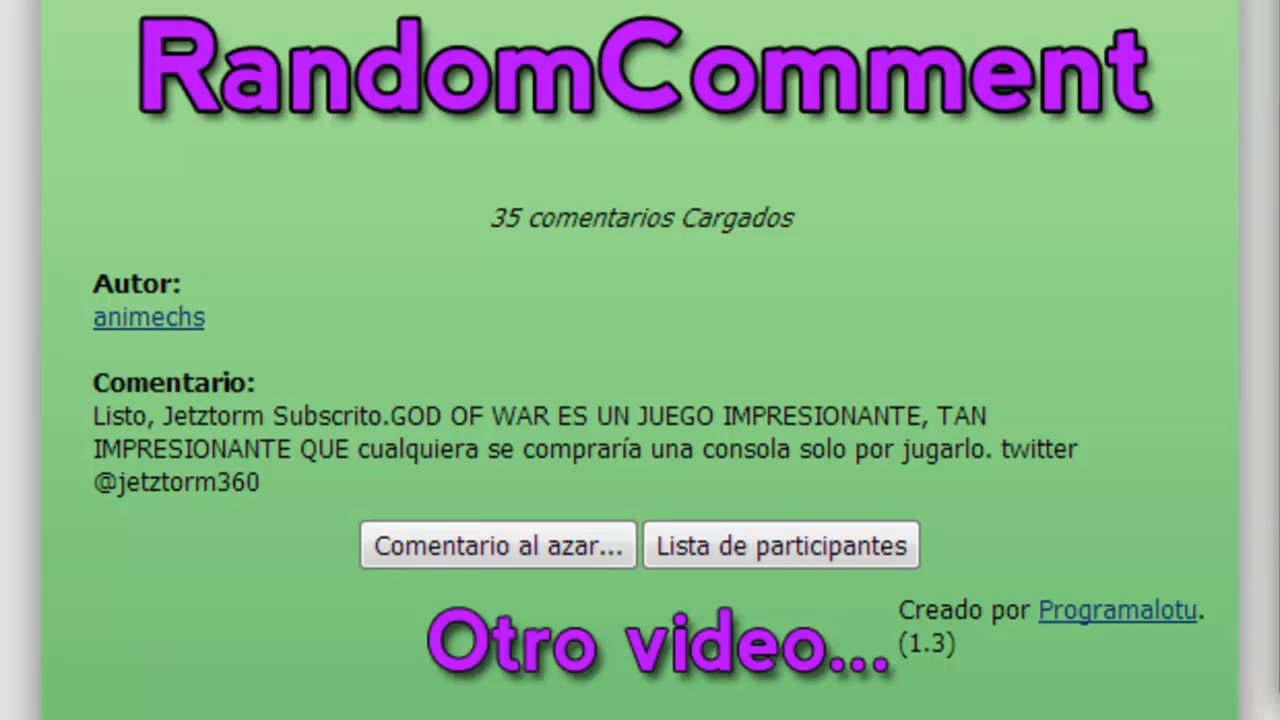 RandomComment
35 comentarios Cargados
Autor:
animechs
Comentario:
Listo, Jetztorm Subscrito.GOD OF WAR ES UN JUEGO IMPRESIONANTE, TAN
IMPRESIONANTE QUE cualquiera se compraría una consola solo por jugarlo. twitter
@jetztorm360
Comentario al azar... Lista de participantes
Creado por Programalotu.
(1.3)
Otro video...